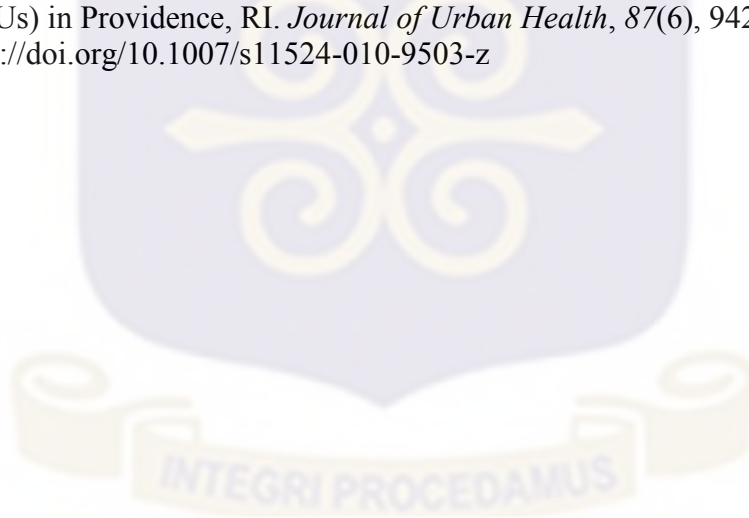 Us) in Providence, RI. Journal of Urban Health, 87(6), 942
://doi.org/10.1007/s11524-010-9503-z
INTEGRI PROCEDAMUS